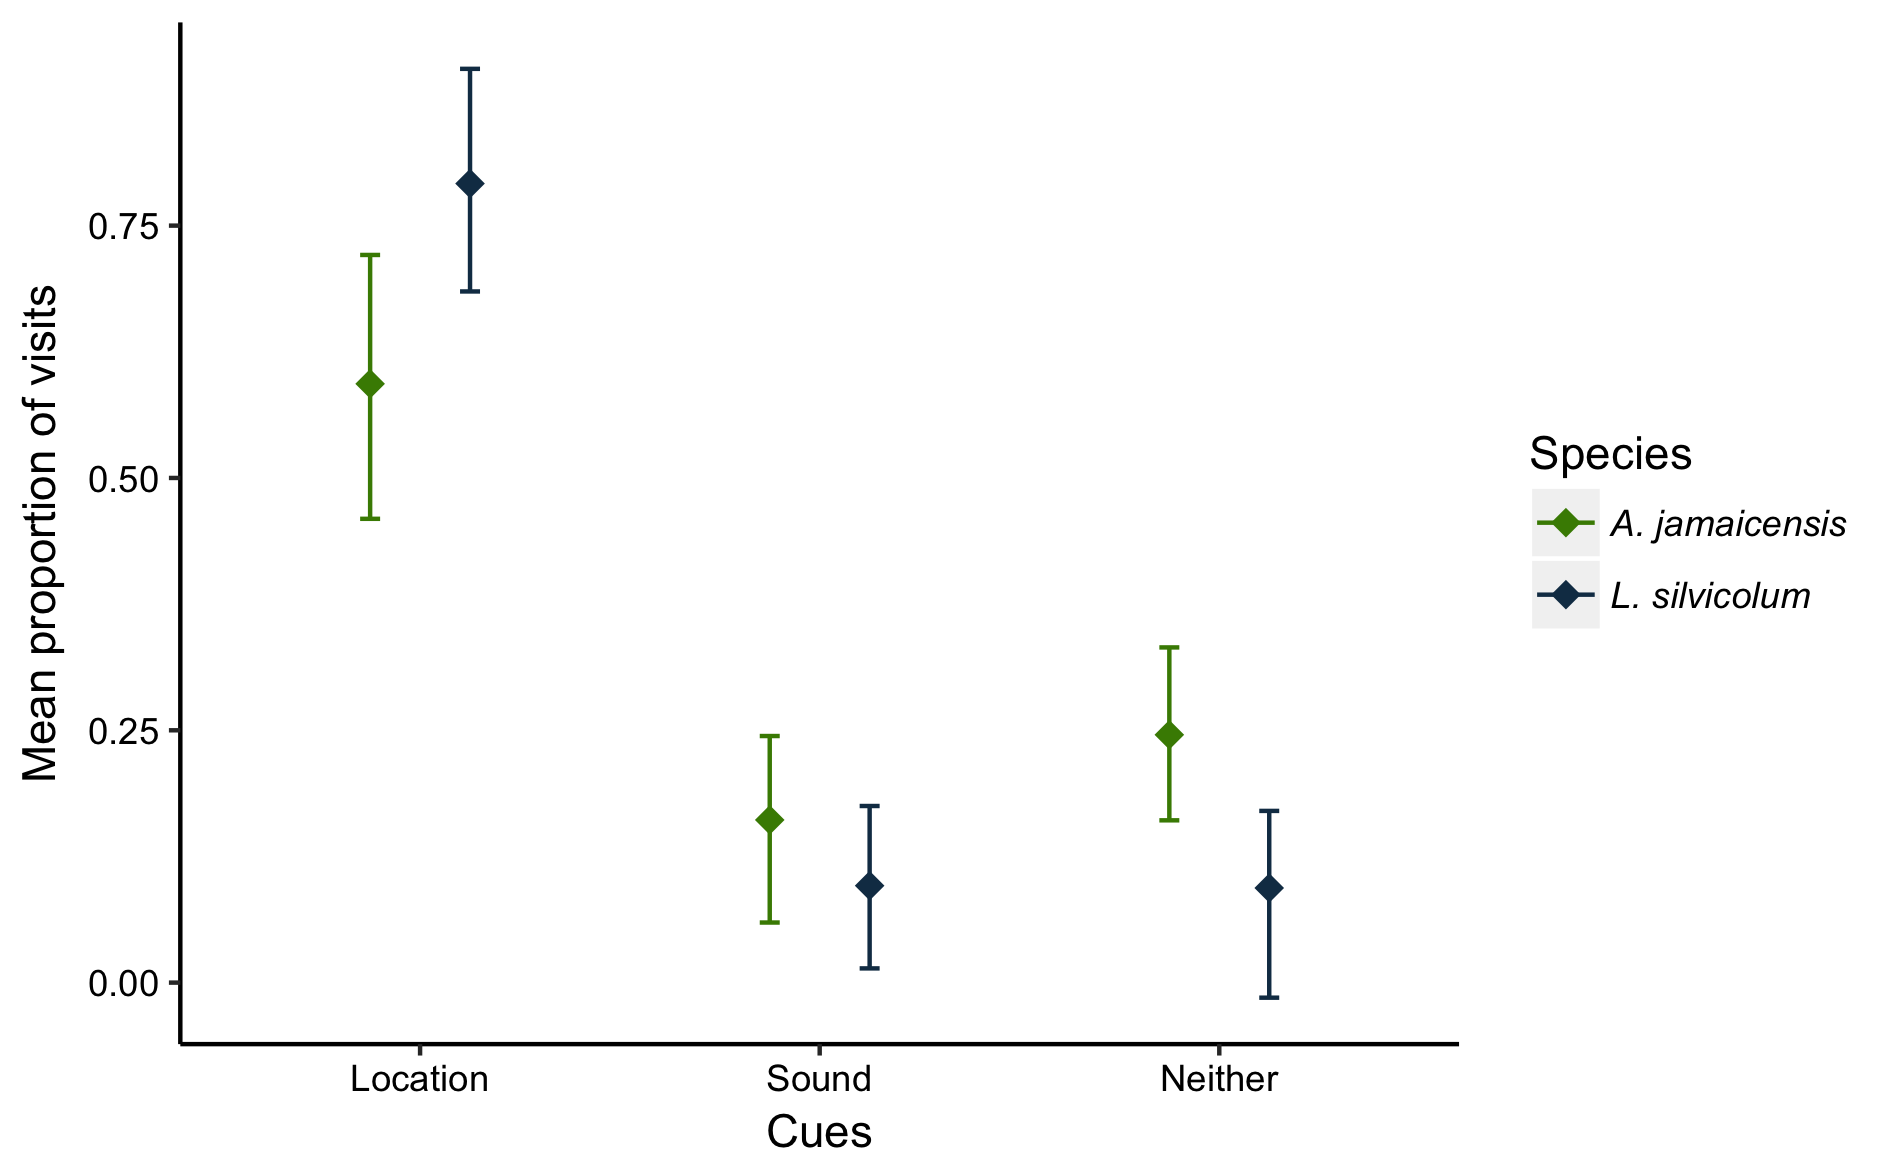 Mean proportion of visits
0.75
0.50
0.25
0.00
Location
Sound
Neither
Cues
Species
A. jamaicensis
L. silvicolum